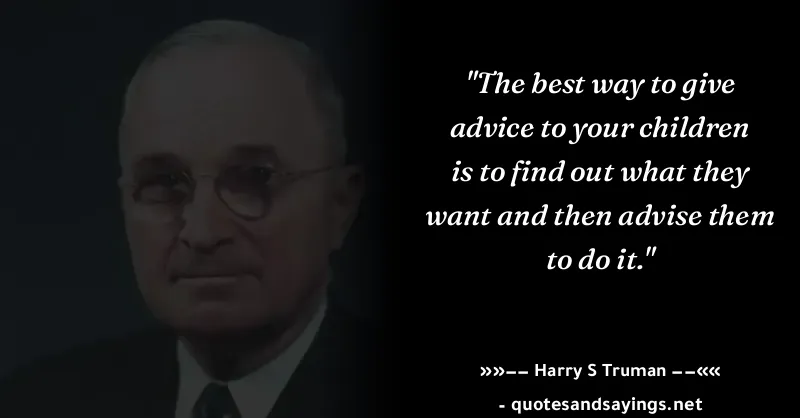 "The best way to give
advice to your children
is to find out what they
want and then advise them
to do it."
»»−− Harry S Truman −−««
- quotesandsayings.net